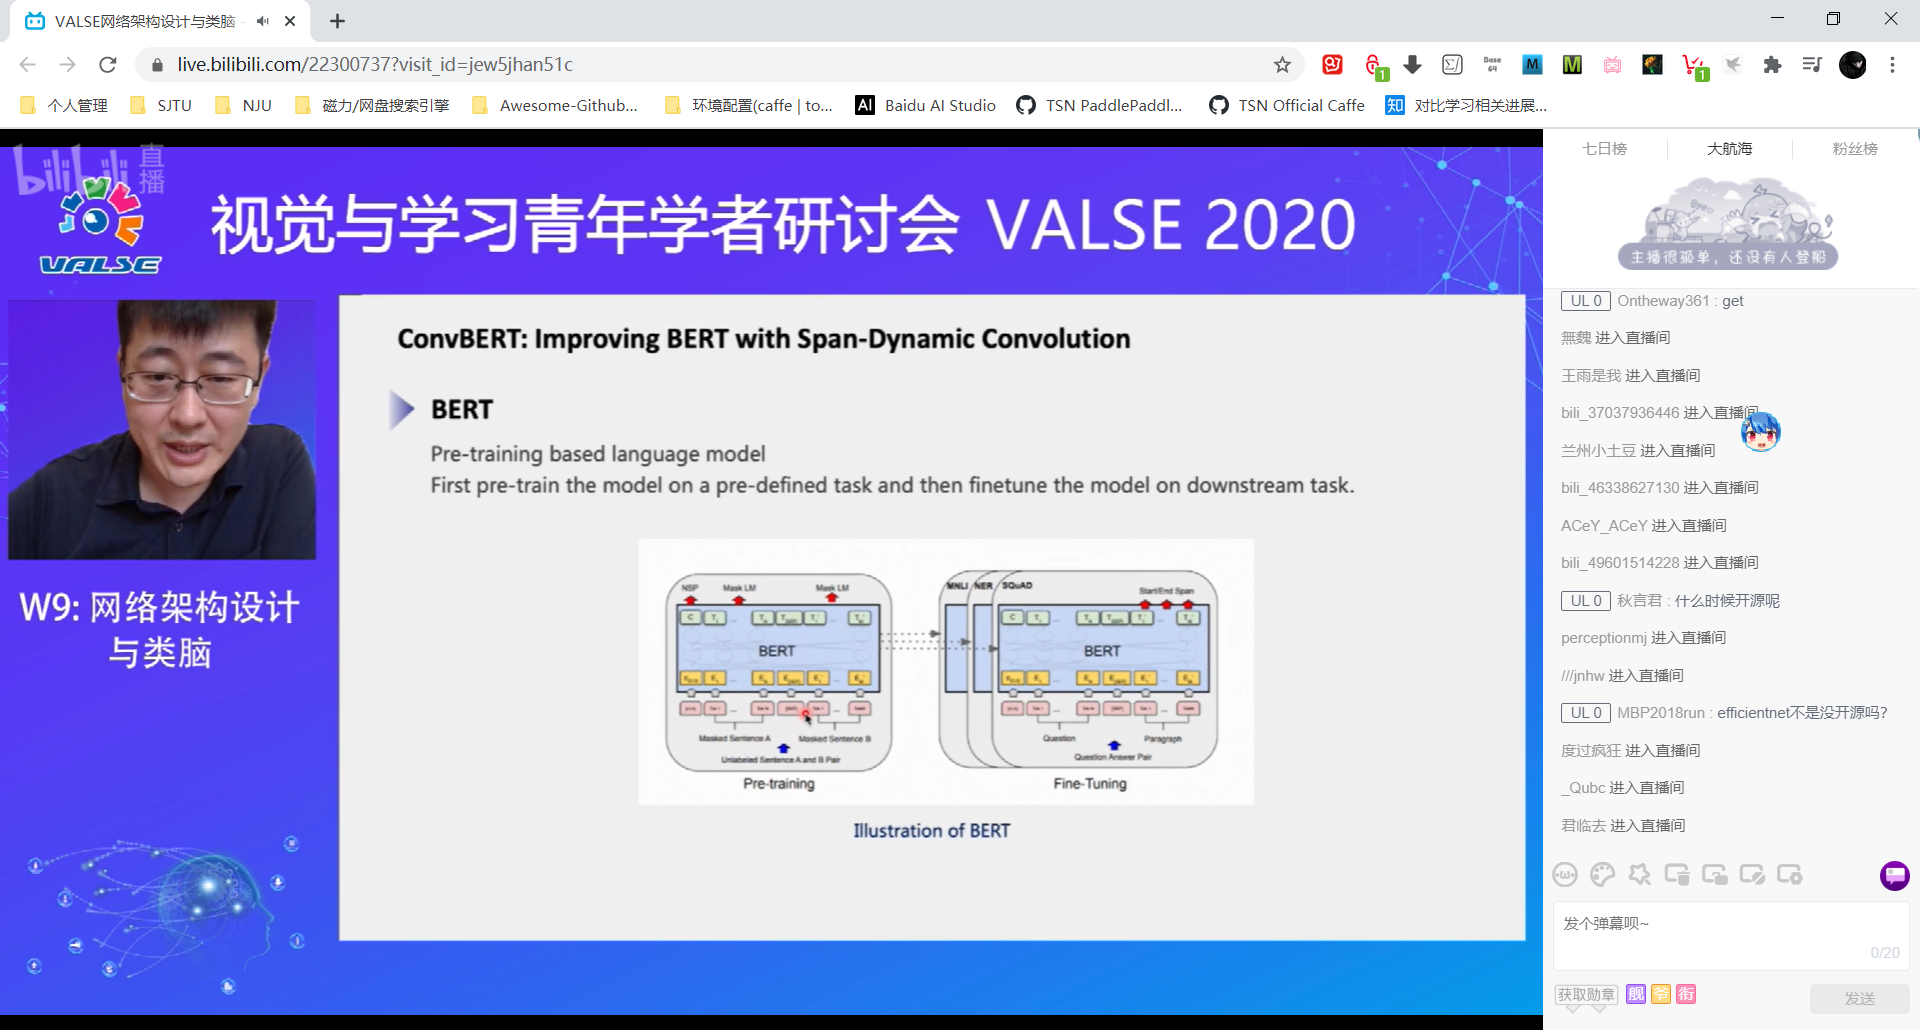 VALSE网络架构设计与类脑
live.bilibili.com/22300737?visit_id=jew5jhan51c
1
Base 64
M
M
1
个人管理
SJTU
NJU
磁力/网盘搜索引擎
Awesome-Github...
环境配置(caffe | to...
AI Baidu AI Studio
TSN PaddlePaddl...
TSN Official Caffe
知 对比学习相关进展...
bilibili 直播
VALSE
视觉与学习青年学者研讨会 VALSE 2020
W9: 网络架构设计
与类脑
ConvBERT: Improving BERT with Span-Dynamic Convolution
BERT
Pre-training based language model
First pre-train the model on a pre-defined task and then finetune the model on downstream task.
NSP
Mask LM
Mask LM
BERT
Masked Sentence A
Masked Sentence B
Unlabeled Sentence A and B Pair
Pre-training
MNLI
NER
SQuAD
Start/End Span
BERT
Question
Paragraph
Question Answer Pair
Fine-Tuning
Illustration of BERT
七日榜
大航海
粉丝榜
主播很孤单，还没有人登船
UL 0 Ontheway361 : get
無魏 进入直播间
王雨是我 进入直播间
bili_37037936446 进入直播间
兰州小土豆 进入直播间
bili_46338627130 进入直播间
ACeY_ACeY 进入直播间
bili_49601514228 进入直播间
UL 0 秋言君 : 什么时候开源呢
perceptionmj 进入直播间
///jnhw 进入直播间
UL 0 MBP2018run : efficientnet不是没开源吗?
度过疯狂 进入直播间
_Qubc 进入直播间
君临去 进入直播间
发个弹幕呗~
0/20
获取勋章
舰
爷
衔
发送